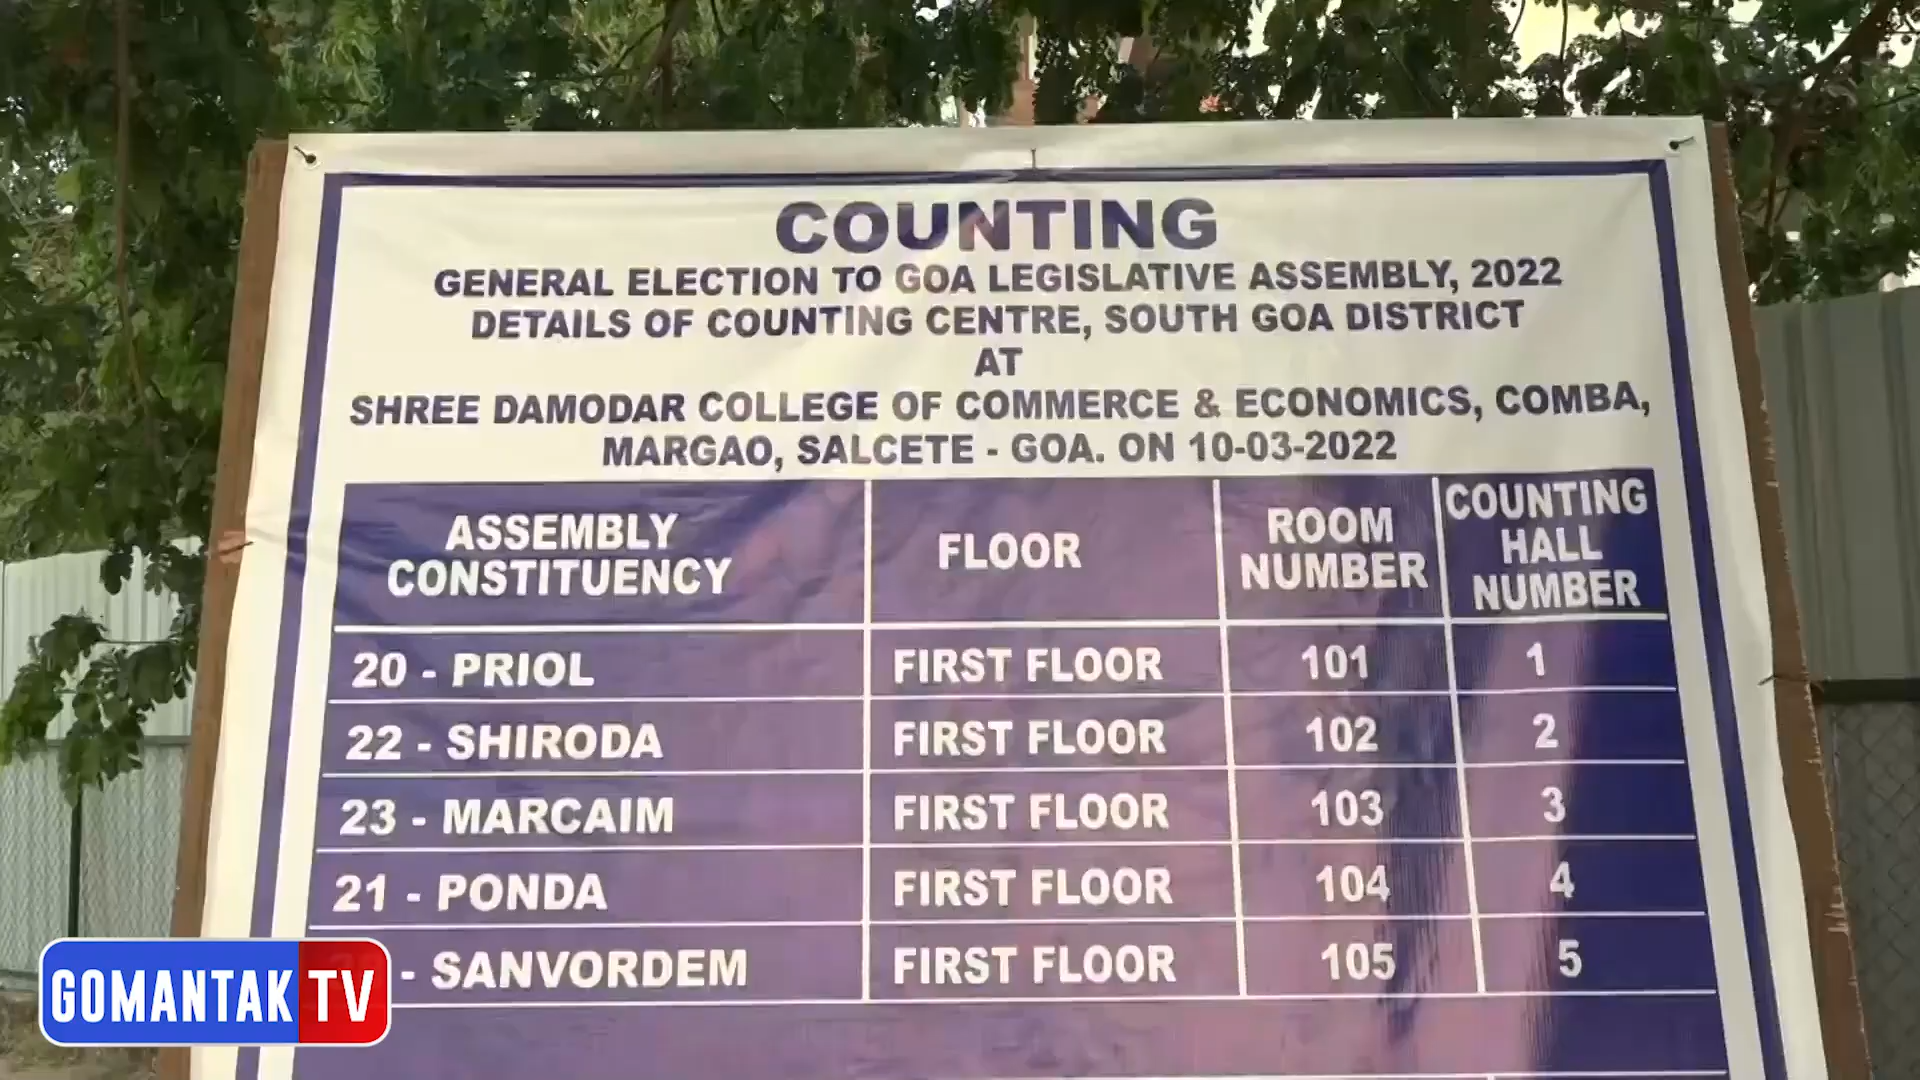 COUNTING
GENERAL ELECTION TO GOA LEGISLATIVE ASSEMBLY, 2022
DETAILS OF COUNTING CENTRE, SOUTH GOA DISTRICT
AT
SHREE DAMODAR COLLEGE OF COMMERCE & ECONOMICS, COMBA,
MARGAO, SALCETE - GOA. ON 10-03-2022
ASSEMBLY CONSTITUENCY FLOOR ROOM NUMBER COUNTING HALL NUMBER
20 - PRIOL FIRST FLOOR 101 1
22 - SHIRODA FIRST FLOOR 102 2
23 - MARCAIM FIRST FLOOR 103 3
21 - PONDA FIRST FLOOR 104 4
- SANVORDEM FIRST FLOOR 105 5
GOMANTAK TV